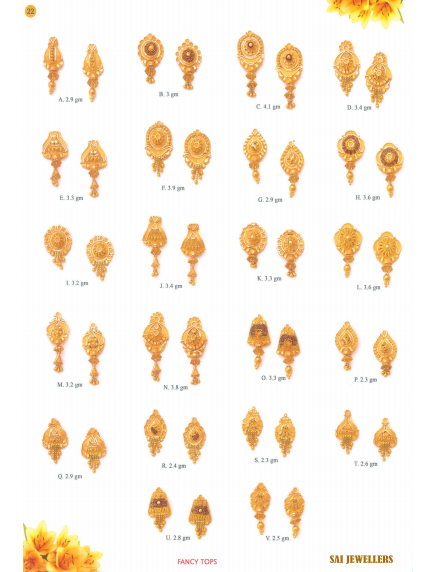 22
A. 2.9 gm
B. 3 gm
C. 4.1 gm
D. 3.4 gm
E. 3.3 gm
F. 3.9 gm
G. 2.9 gm
H. 3.6 gm
I. 3.2 gm
J. 3.4 gm
K. 3.3 gm
L. 3.6 gm
M. 3.2 gm
N. 3.8 gm
O. 3.3 gm
P. 2.3 gm
Q. 2.9 gm
R. 2.4 gm
S. 2.3 gm
T. 2.6 gm
U. 2.8 gm
V. 2.5 gm
FANCY TOPS
SAI JEWELLERS